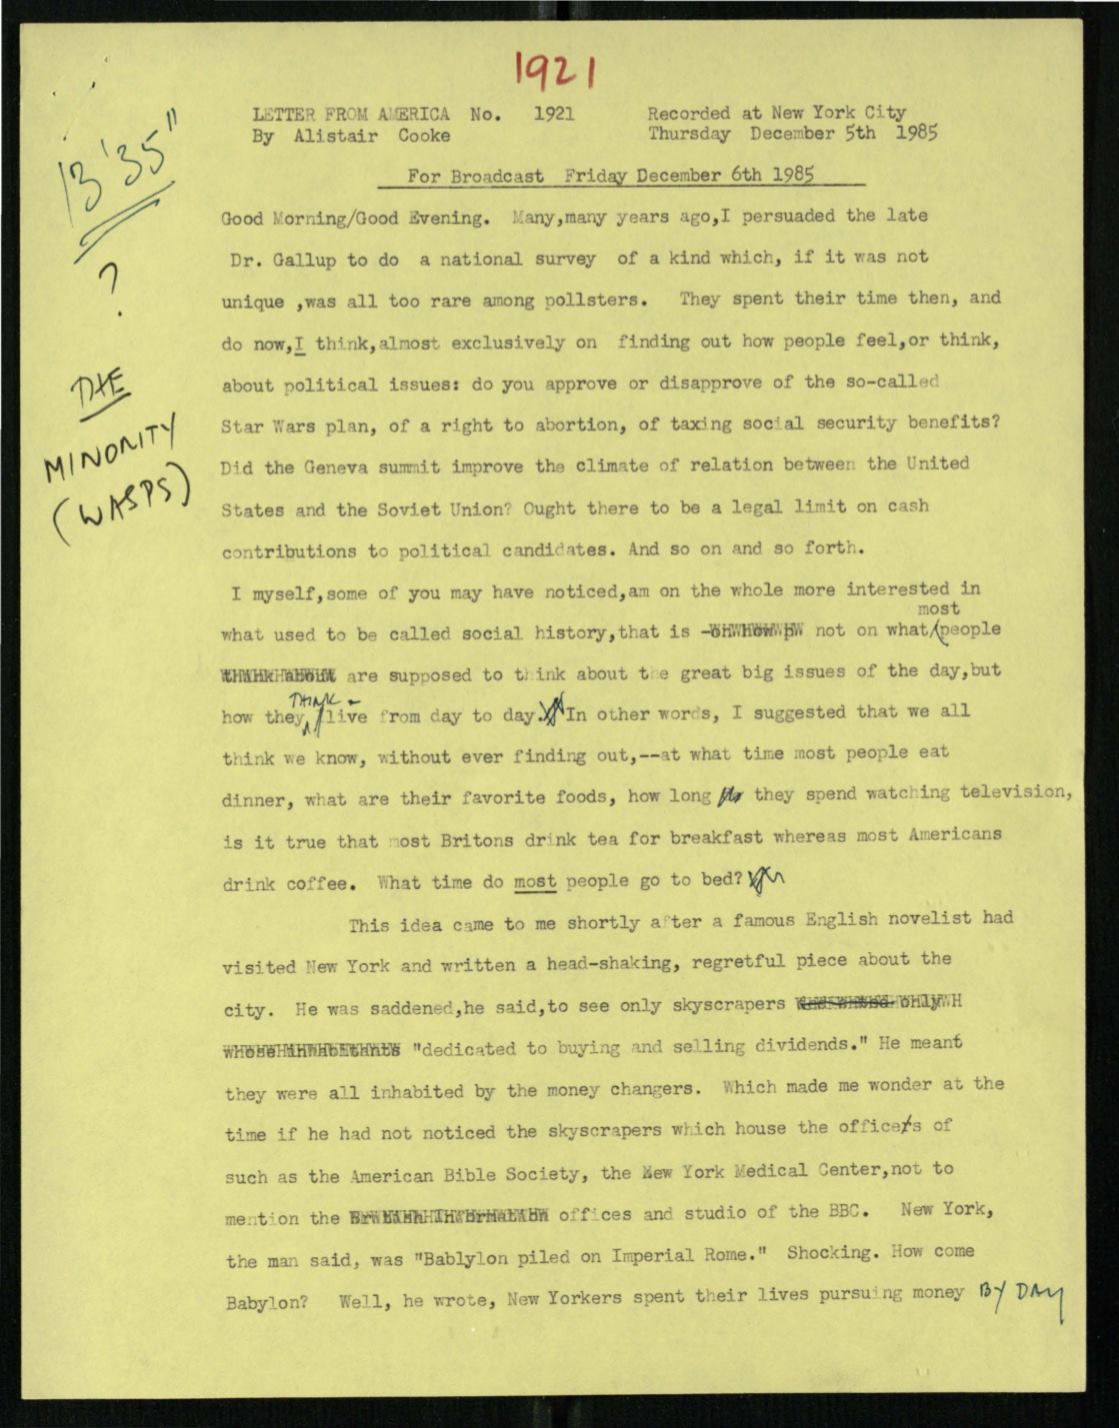 1921
LETTER FROM AMERICA No. 1921 Recorded at New York City
By Alistair Cooke Thursday December 5th 1985
For Broadcast Friday December 6th 1985
13'35"
?
THE
MINORITY
(WASPS)
Good Morning/Good Evening. Many,many years ago,I persuaded the late
Dr. Gallup to do a national survey of a kind which, if it was not
unique ,was all too rare among pollsters. They spent their time then, and
do now,I think,almost exclusively on finding out how people feel,or think,
about political issues: do you approve or disapprove of the so-called
Star Wars plan, of a right to abortion, of taxing social security benefits?
Did the Geneva summit improve the climate of relation between the United
States and the Soviet Union? Ought there to be a legal limit on cash
contributions to political candidates. And so on and so forth.
I myself,some of you may have noticed,am on the whole more interested in
most
what used to be called social history,that is - not on what people
are supposed to think about the great big issues of the day,but
THINK -
how they live from day to day. In other words, I suggested that we all
think we know, without ever finding out,--at what time most people eat
dinner, what are their favorite foods, how long they spend watching television,
is it true that most Britons drink tea for breakfast whereas most Americans
drink coffee. What time do most people go to bed?
This idea came to me shortly after a famous English novelist had
visited New York and written a head-shaking, regretful piece about the
city. He was saddened,he said,to see only skyscrapers
"dedicated to buying and selling dividends." He meant
they were all inhabited by the money changers. Which made me wonder at the
time if he had not noticed the skyscrapers which house the offices of
such as the American Bible Society, the New York Medical Center,not to
mention the offices and studio of the BBC. New York,
the man said, was "Bablylon piled on Imperial Rome." Shocking. How come
Babylon? Well, he wrote, New Yorkers spent their lives pursuing money BY DAY